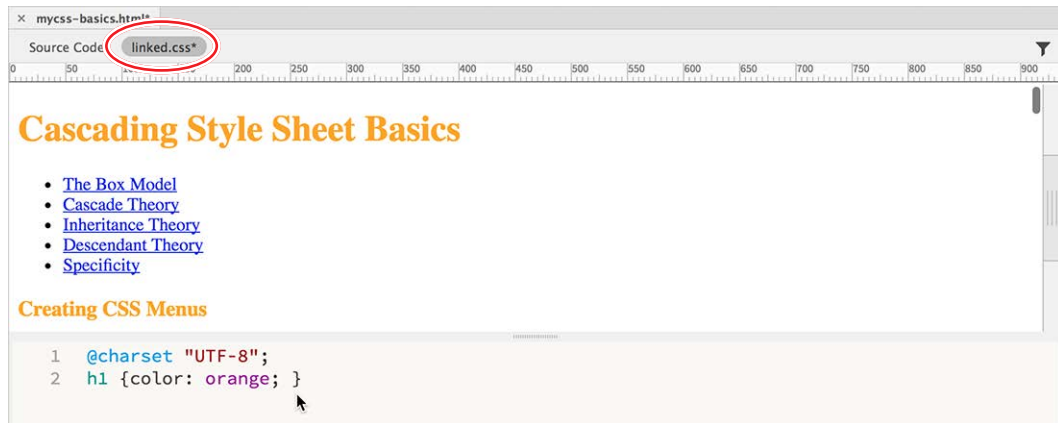 × mycss-basics.html*
Source Code linked.css*
0 50 200 250 300 350 400 450 500 550 600 650 700 750 800 850 900
Cascading Style Sheet Basics
• The Box Model
• Cascade Theory
• Inheritance Theory
• Descendant Theory
• Specificity
Creating CSS Menus
1 @charset "UTF-8";
2 h1 {color: orange; }